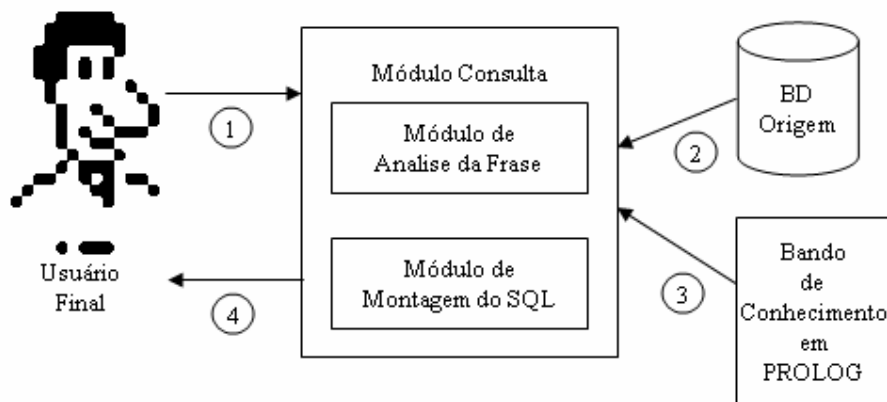 Usuário
Final
1
4
Módulo Consulta
Módulo de
Analise da Frase
Módulo de
Montagem do SQL
2
3
BD
Origem
Bando
de
Conhecimento
em
PROLOG